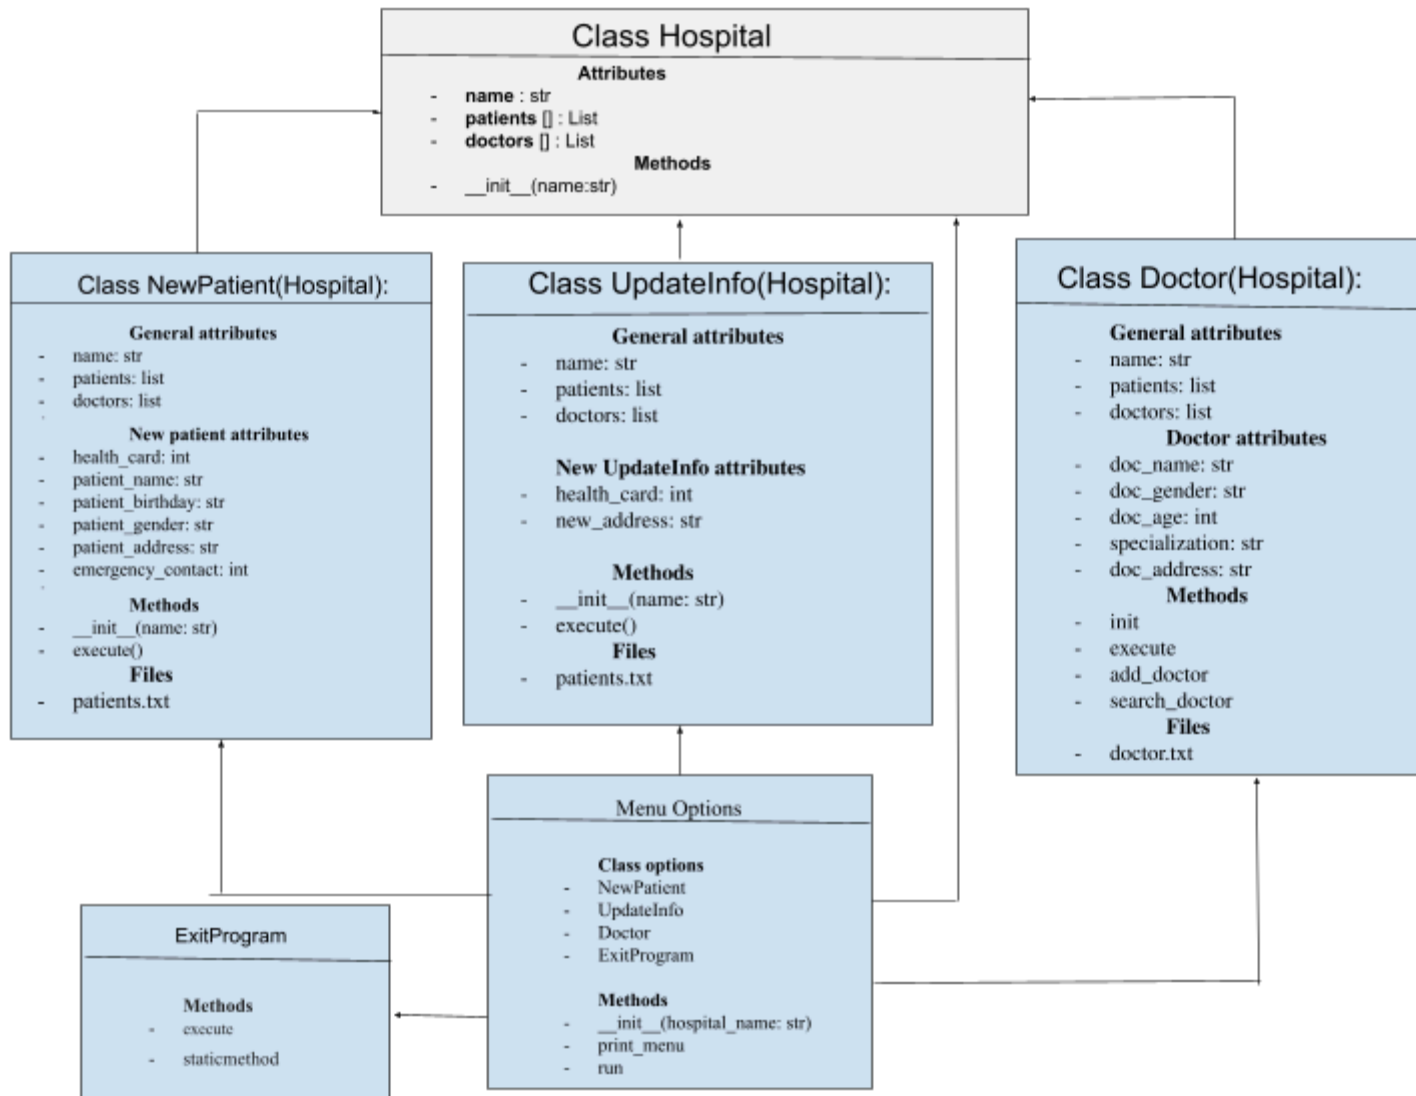 Class Hospital
Attributes
- name : str
- patients [] : List
- doctors [] : List
Methods
- __init__(name:str)
Class NewPatient(Hospital):
General attributes
- name: str
- patients: list
- doctors: list
New patient attributes
- health_card: int
- patient_name: str
- patient_birthday: str
- patient_gender: str
- patient_address: str
- emergency_contact: int
Methods
- __init__(name: str)
- execute()
Files
- patients.txt
Class UpdateInfo(Hospital):
General attributes
- name: str
- patients: list
- doctors: list
New UpdateInfo attributes
- health_card: int
- new_address: str
Methods
- __init__(name: str)
- execute()
Files
- patients.txt
Class Doctor(Hospital):
General attributes
- name: str
- patients: list
- doctors: list
Doctor attributes
- doc_name: str
- doc_gender: str
- doc_age: int
- specialization: str
- doc_address: str
Methods
- init
- execute
- add_doctor
- search_doctor
Files
- doctor.txt
ExitProgram
Methods
- execute
- staticmethod
Menu Options
Class options
- NewPatient
- UpdateInfo
- Doctor
- ExitProgram
Methods
- __init__(hospital_name: str)
- print_menu
- run